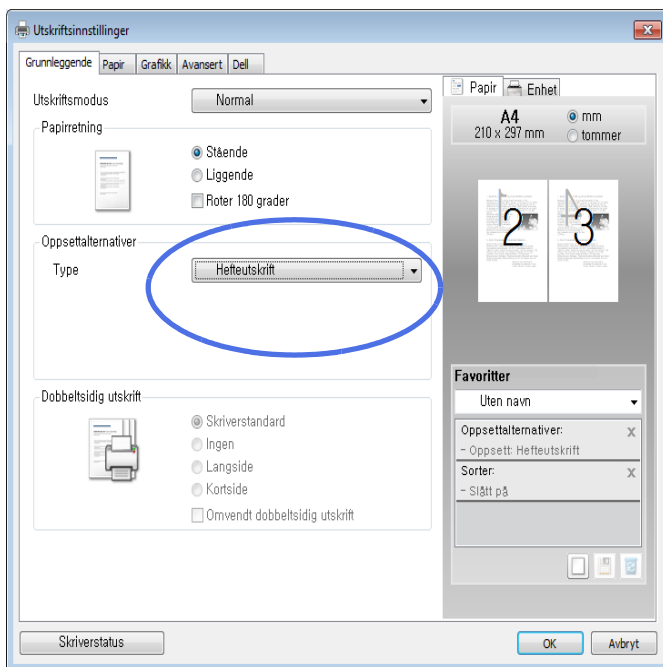 Utskriftsinnstillinger
Grunnleggende Papir Grafikk Avansert Dell
Utskriftsmodus Normal
Papirretning
Stående
Liggende
Roter 180 grader
Oppsettalternativer
Type Hefteutskrift
Dobbeltsidig utskrift
Skriverstandard
Ingen
Langside
Kortside
Omvendt dobbeltsidig utskrift
Papir Enhet
A4
210 x 297 mm
mm
tommer
2 3
Favoritter
Uten navn
Oppsettalternativer: X
- Oppsett: Hefteutskrift
Sorter: X
- Slått på
Skriverstatus OK Avbryt